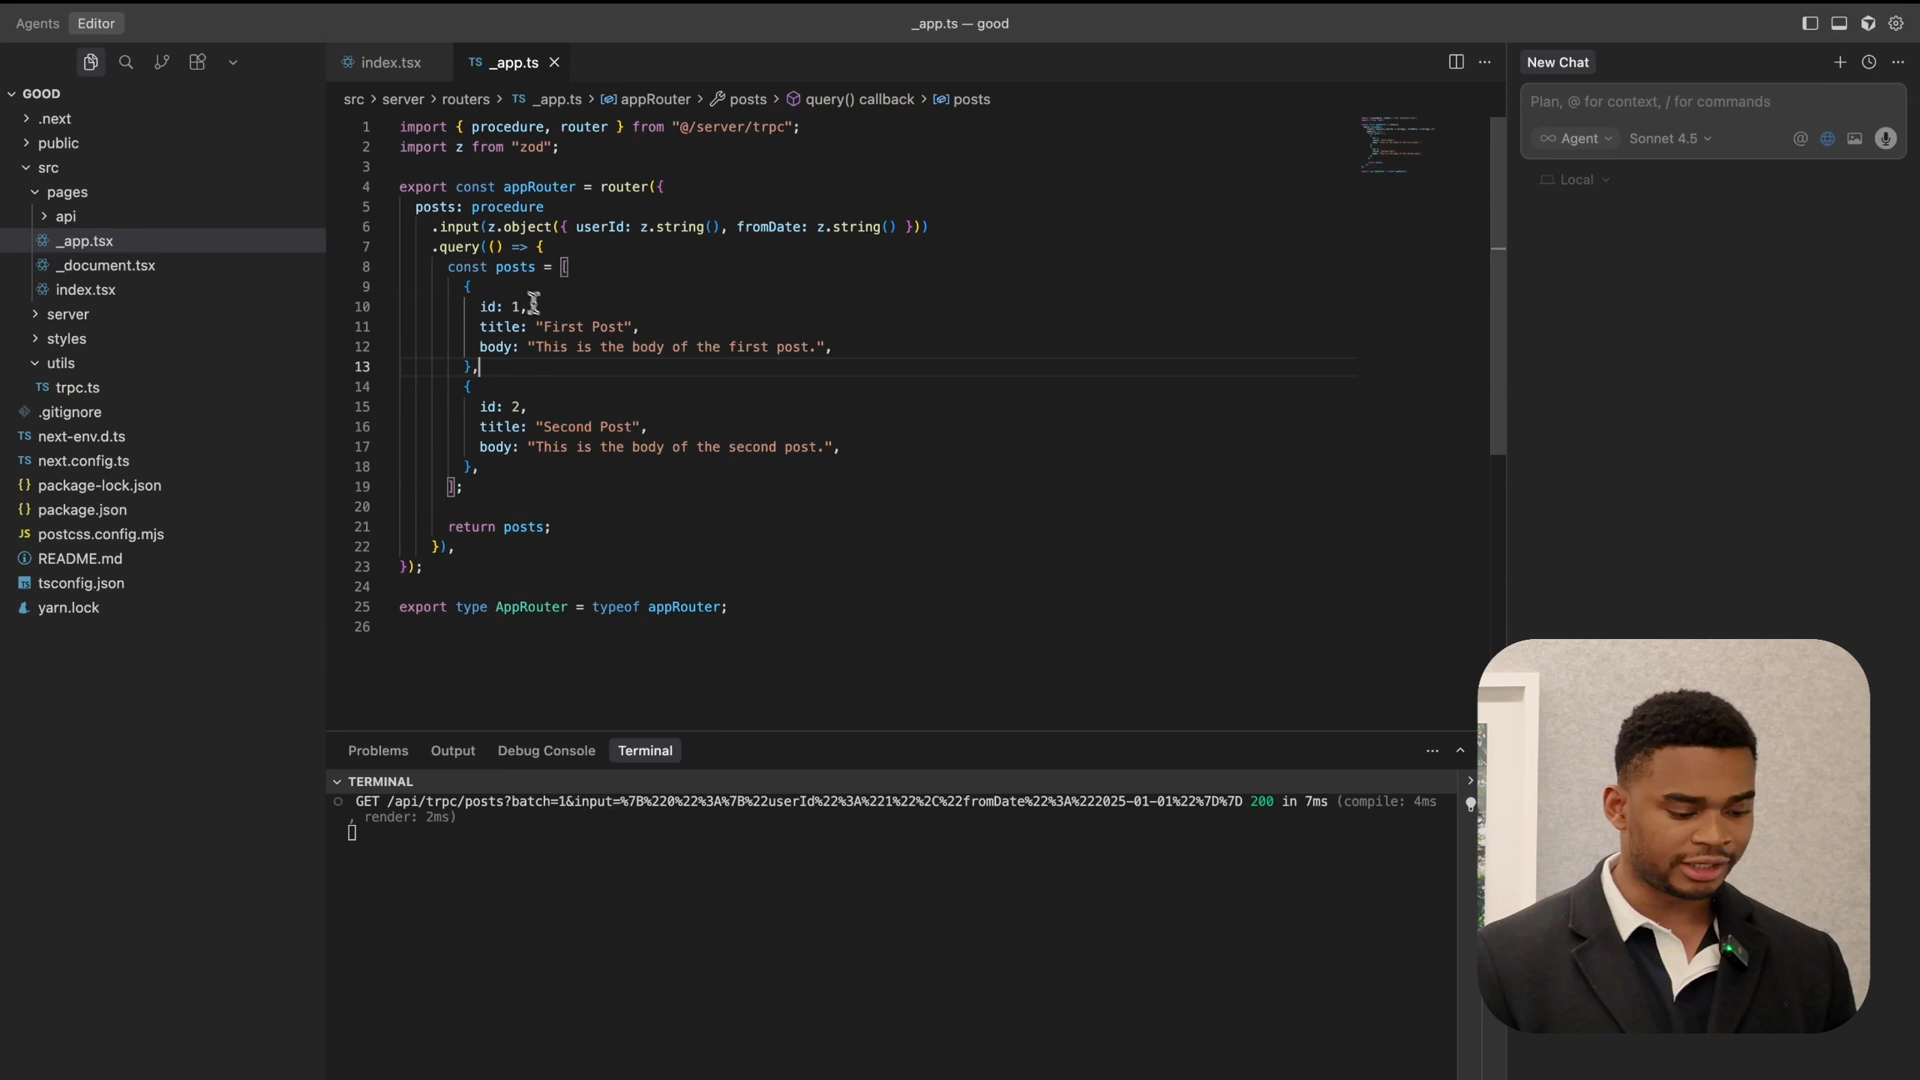 Agents Editor
_app.ts — good
index.tsx
TS _app.ts
New Chat
GOOD
.next
public
src
pages
api
_app.tsx
_document.tsx
index.tsx
server
styles
utils
TS trpc.ts
.gitignore
TS next-env.d.ts
TS next.config.ts
{} package-lock.json
{} package.json
JS postcss.config.mjs
README.md
TS tsconfig.json
yarn.lock
src > server > routers > TS _app.ts > appRouter > posts > query() callback > posts
1 import { procedure, router } from "@/server/trpc";
2 import z from "zod";
3
4 export const appRouter = router({
5 posts: procedure
6 .input(z.object({ userId: z.string(), fromDate: z.string() }))
7 .query(() => {
8 const posts = [
9 {
10 id: 1,
11 title: "First Post",
12 body: "This is the body of the first post.",
13 },
14 {
15 id: 2,
16 title: "Second Post",
17 body: "This is the body of the second post.",
18 },
19 ];
20
21 return posts;
22 }),
23 });
24
25 export type AppRouter = typeof appRouter;
26
Plan, @ for context, / for commands
Agent
Sonnet 4.5
@
Local
Problems Output Debug Console Terminal
TERMINAL
GET /api/trpc/posts?batch=1&input=%7B%220%22%3A%7B%22userId%22%3A%221%22%2C%22fromDate%22%3A%222025-01-01%22%7D%7D 200 in 7ms (compile: 4ms
, render: 2ms)